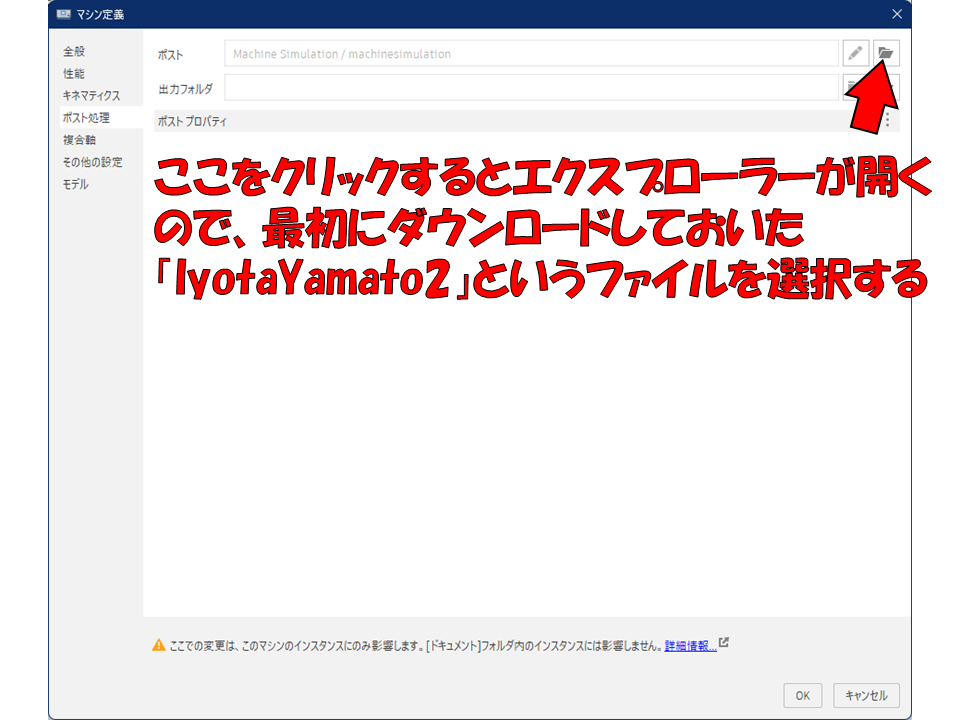 マシン定義
全般
性能
キネマティクス
ポスト処理
複合軸
その他の設定
モデル
ポスト
Machine Simulation / machinesimulation
出力フォルダ
ポスト プロパティ
ここをクリックするとエクスプローラーが開く
ので、最初にダウンロードしておいた
「IyotaYamato2」というファイルを選択する
ここでの変更は、このマシンのインスタンスにのみ影響します。[ドキュメント]フォルダ内のインスタンスには影響しません。詳細情報...
OK
キャンセル